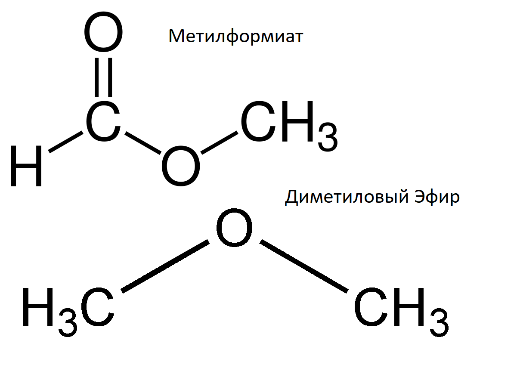 O
Метилформиат
C
CH₃
H
O
Диметиловый Эфир
O
H₃C
CH₃